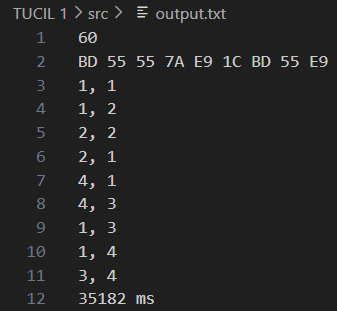 TUCIL 1 > src > output.txt
1 60
2 BD 55 55 7A E9 1C BD 55 E9
3 1, 1
4 1, 2
5 2, 2
6 2, 1
7 4, 1
8 4, 3
9 1, 3
10 1, 4
11 3, 4
12 35182 ms